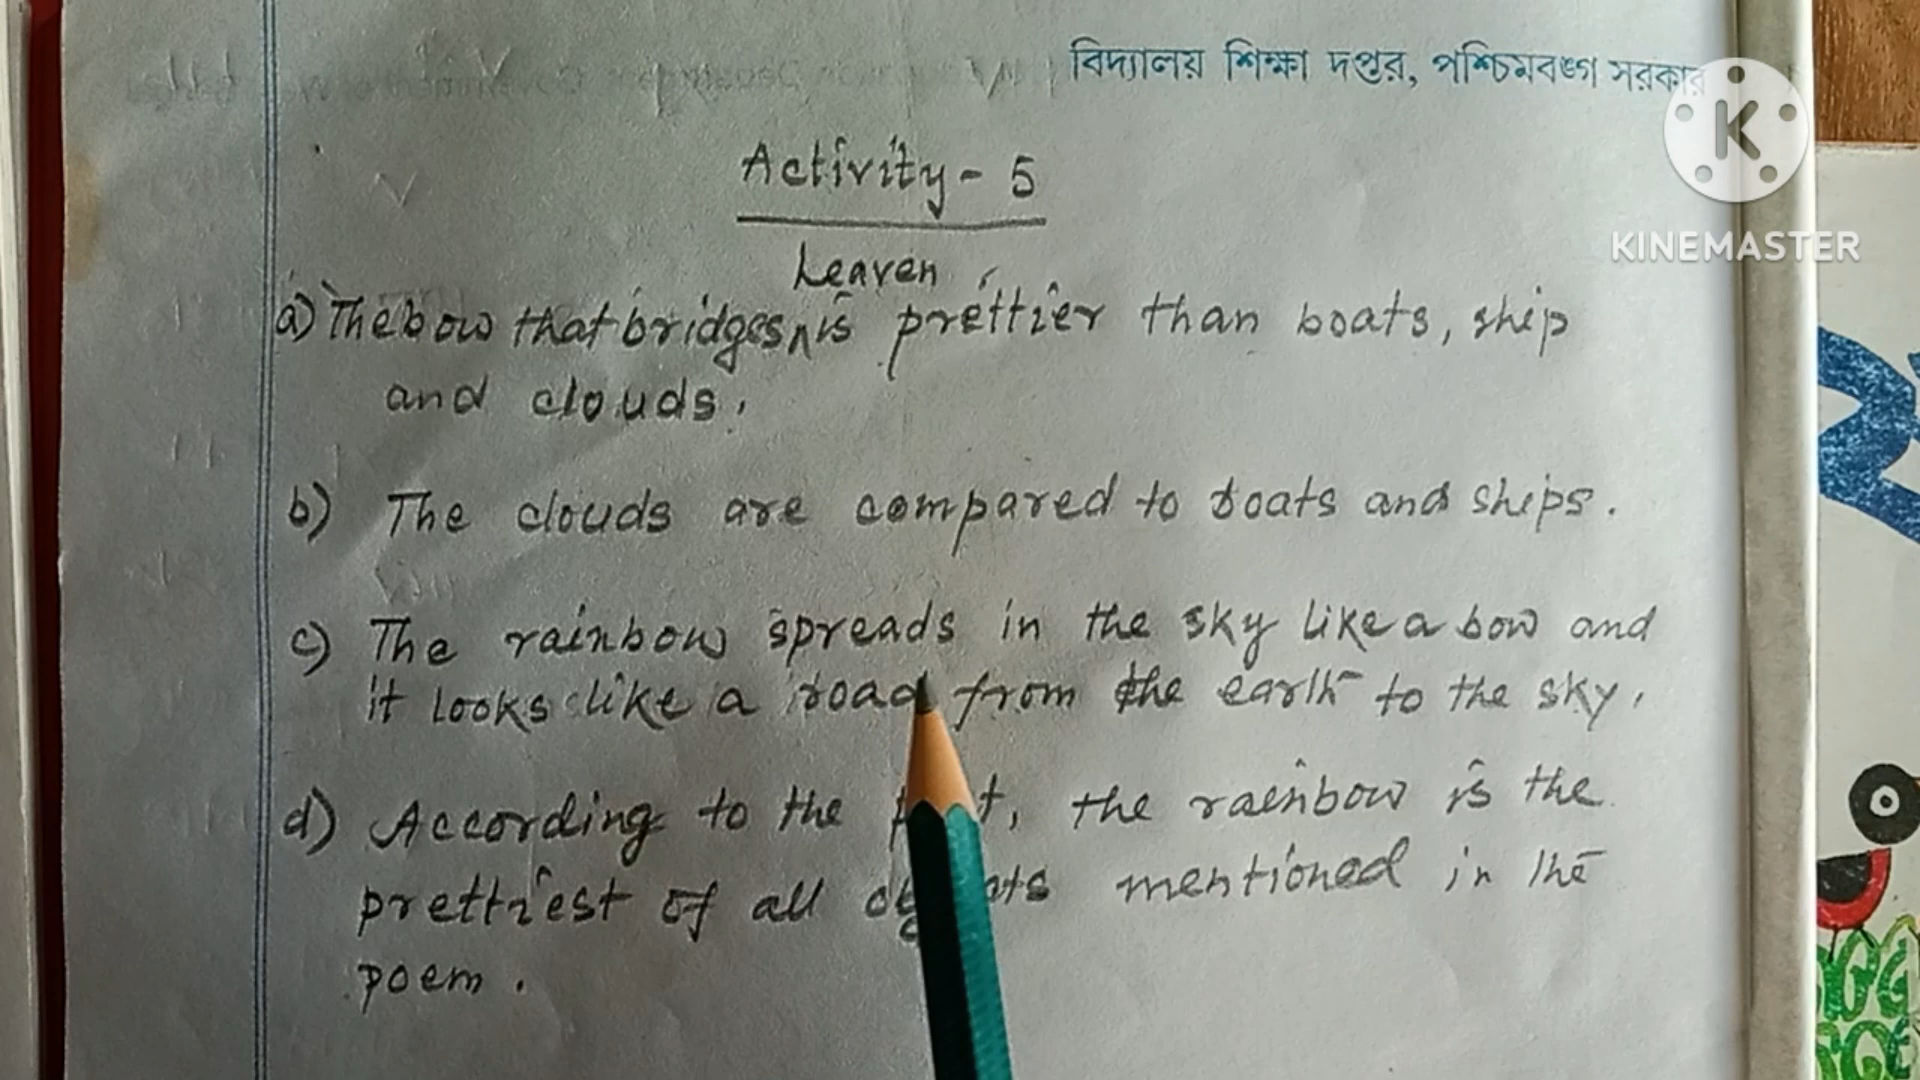 বিদ্যালয় শিক্ষা দপ্তর, পশ্চিমবঙ্গ সরকার
K
KINEMASTER
Activity - 5
Leaven
a) The bow that bridges ^ is prettier than boats, ship
and clouds.
b) The clouds are compared to boats and ships.
c) The rainbow spreads in the sky like a bow and
it looks like a road from the earth to the sky.
d) According to the, the rainbow is the
prettiest of all mentioned in the
poem.